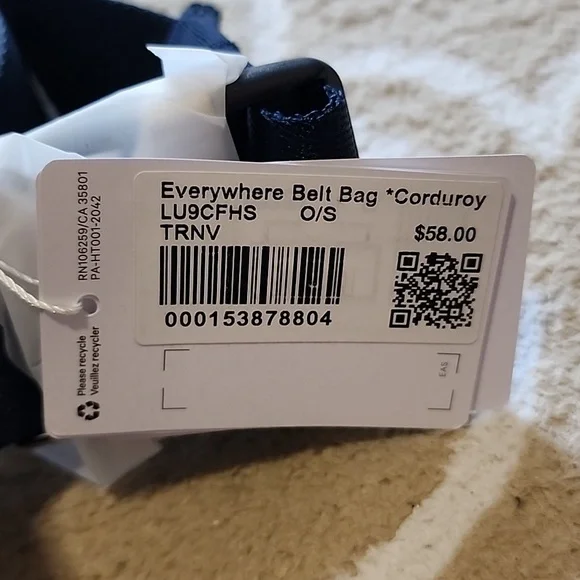 Everywhere Belt Bag *Corduroy
LU9CFHS O/S
TRNV $58.00
000153878804
RN106259/CA 35801
PA-HT001-2042
Please recycle
Veuillez recycler
EAS